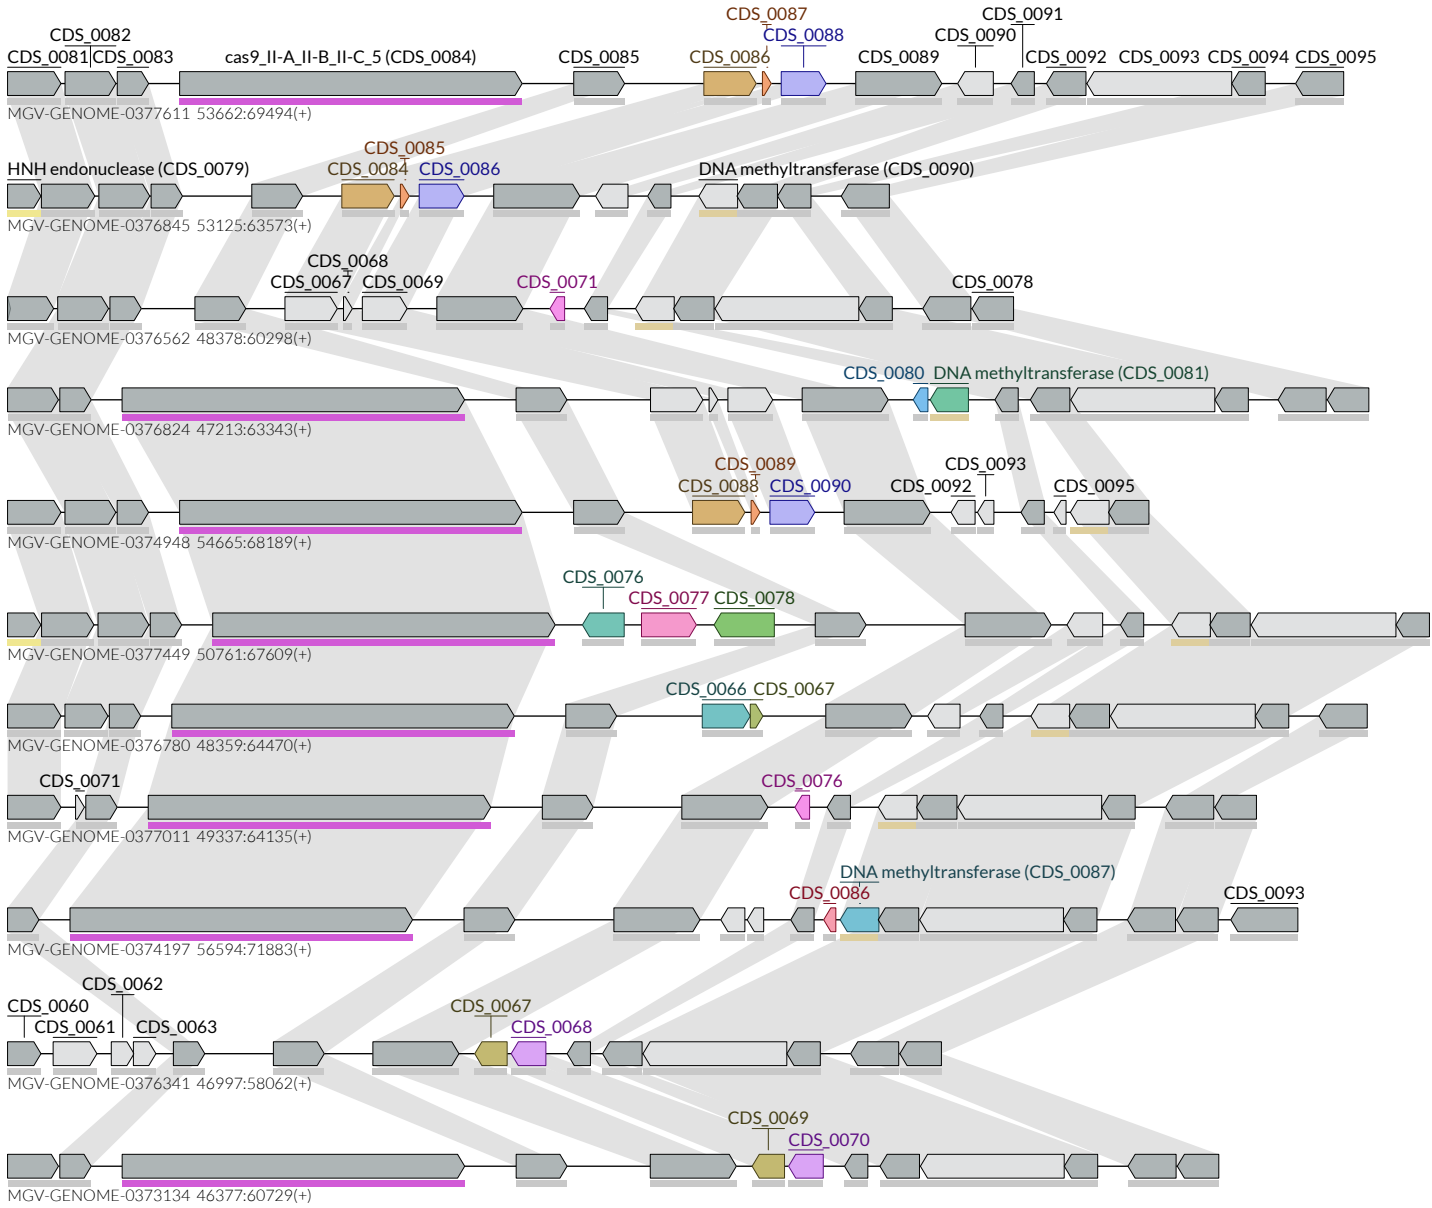 CDS_0087
CDS_0091
CDS_0082
CDS_0088
CDS_0090
CDS_0081 CDS_0083 cas9_II-A_II-B_II-C_5 (CDS_0084) CDS_0085 CDS_0086 CDS_0089 CDS_0092 CDS_0093 CDS_0094 CDS_0095
MGV-GENOME-0377611 53662:69494(+)
CDS_0085
HNH endonuclease (CDS_0079) CDS_0084 CDS_0086 DNA methyltransferase (CDS_0090)
MGV-GENOME-0376845 53125:63573(+)
CDS_0068
CDS_0067 CDS_0069 CDS_0071 CDS_0078
MGV-GENOME-0376562 48378:60298(+)
CDS_0080 DNA methyltransferase (CDS_0081)
MGV-GENOME-0376824 47213:63343(+)
CDS_0089 CDS_0093
CDS_0088 CDS_0090 CDS_0092 CDS_0095
MGV-GENOME-0374948 54665:68189(+)
CDS_0076
CDS_0077 CDS_0078
MGV-GENOME-0377449 50761:67609(+)
CDS_0066 CDS_0067
MGV-GENOME-0376780 48359:64470(+)
CDS_0071 CDS_0076
MGV-GENOME-0377011 49337:64135(+)
DNA methyltransferase (CDS_0087)
CDS_0086 CDS_0093
MGV-GENOME-0374197 56594:71883(+)
CDS_0062
CDS_0060 CDS_0067
CDS_0061 CDS_0063 CDS_0068
MGV-GENOME-0376341 46997:58062(+)
CDS_0069
CDS_0070
MGV-GENOME-0373134 46377:60729(+)